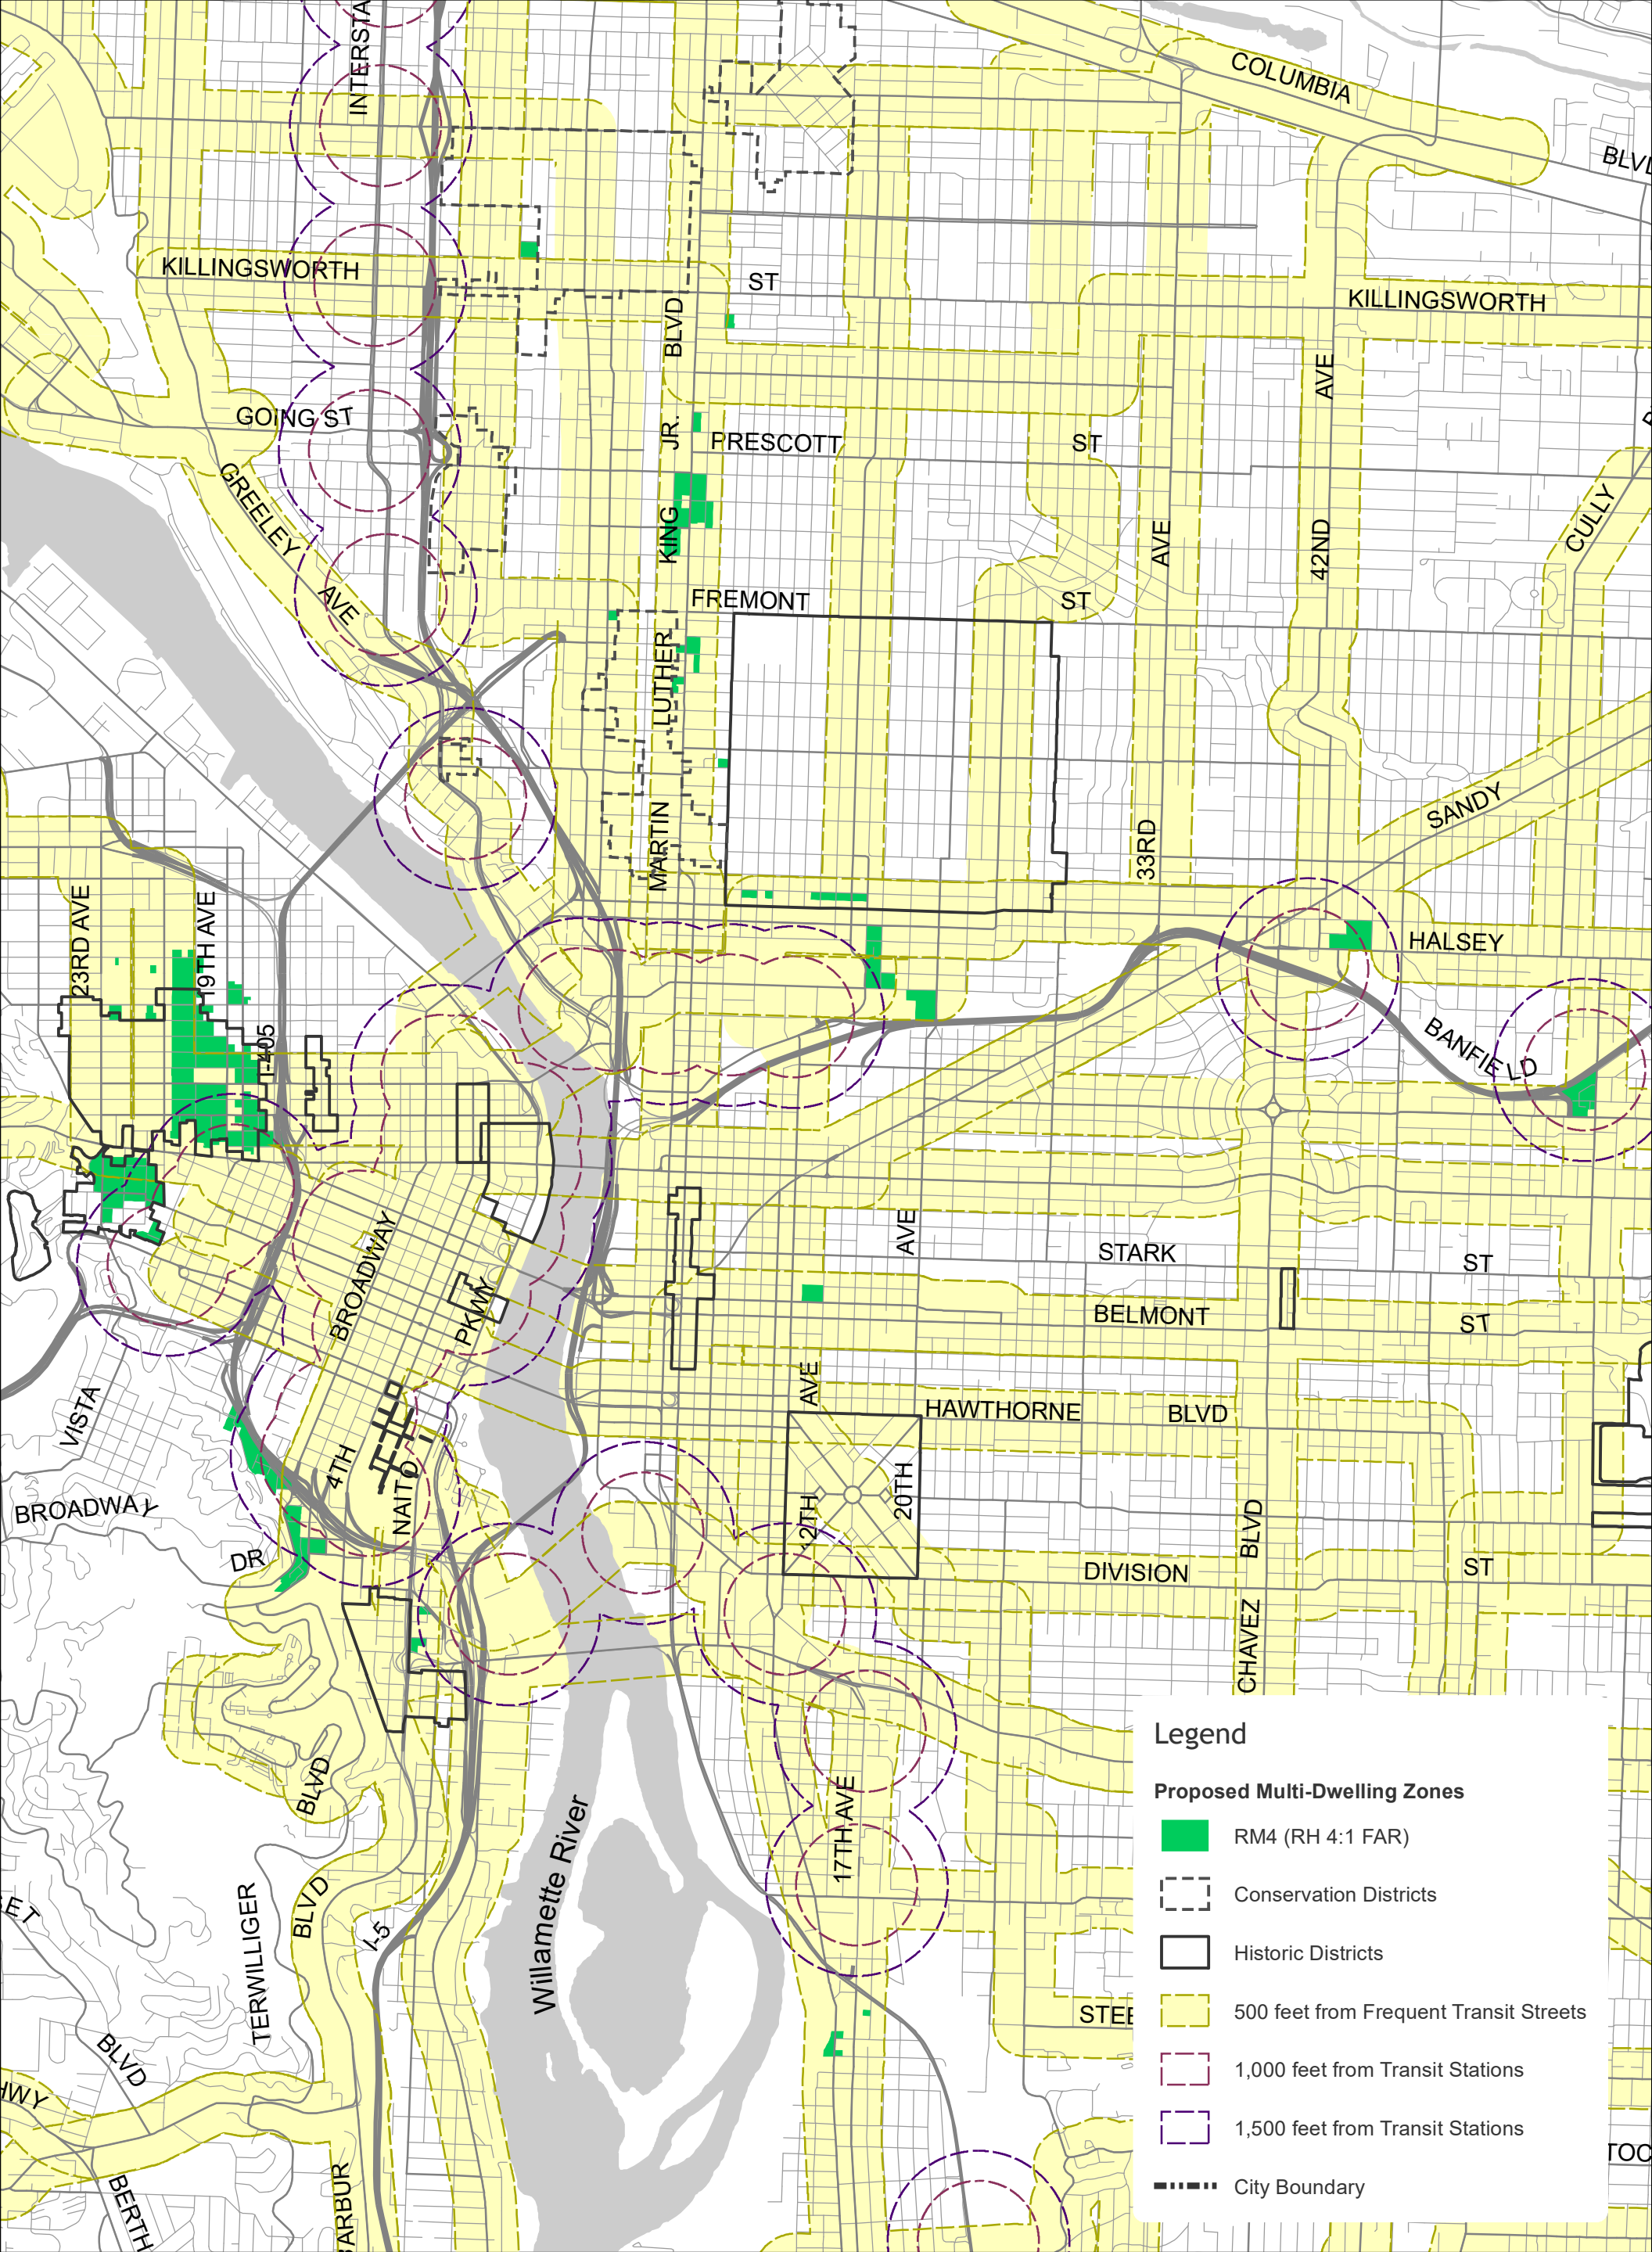 INTERSTA
COLUMBIA
BLVD
KILLINGSWORTH
ST
KILLINGSWORTH
BLVD
AVE
GOING ST
JR.
PRESCOTT
ST
GREELEY
KING
AVE
42ND
CULLY
AVE
FREMONT
ST
LUTHER
SANDY
MARTIN
33RD
23RD AVE
19TH AVE
HALSEY
I-405
BANFIELD
BROADWAY
AVE
STARK
ST
PKWY
BELMONT
ST
VISTA
AVE
HAWTHORNE
BLVD
4TH
NAITO
20TH
12TH
BROADWAY
BLVD
DR
DIVISION
ST
CHAVEZ
BLVD
17TH AVE
Willamette River
BLVD
TERWILLIGER
I-5
STEE
BLVD
HWY
BERTH
ARBUR
TOC
Legend
Proposed Multi-Dwelling Zones
RM4 (RH 4:1 FAR)
Conservation Districts
Historic Districts
500 feet from Frequent Transit Streets
1,000 feet from Transit Stations
1,500 feet from Transit Stations
City Boundary